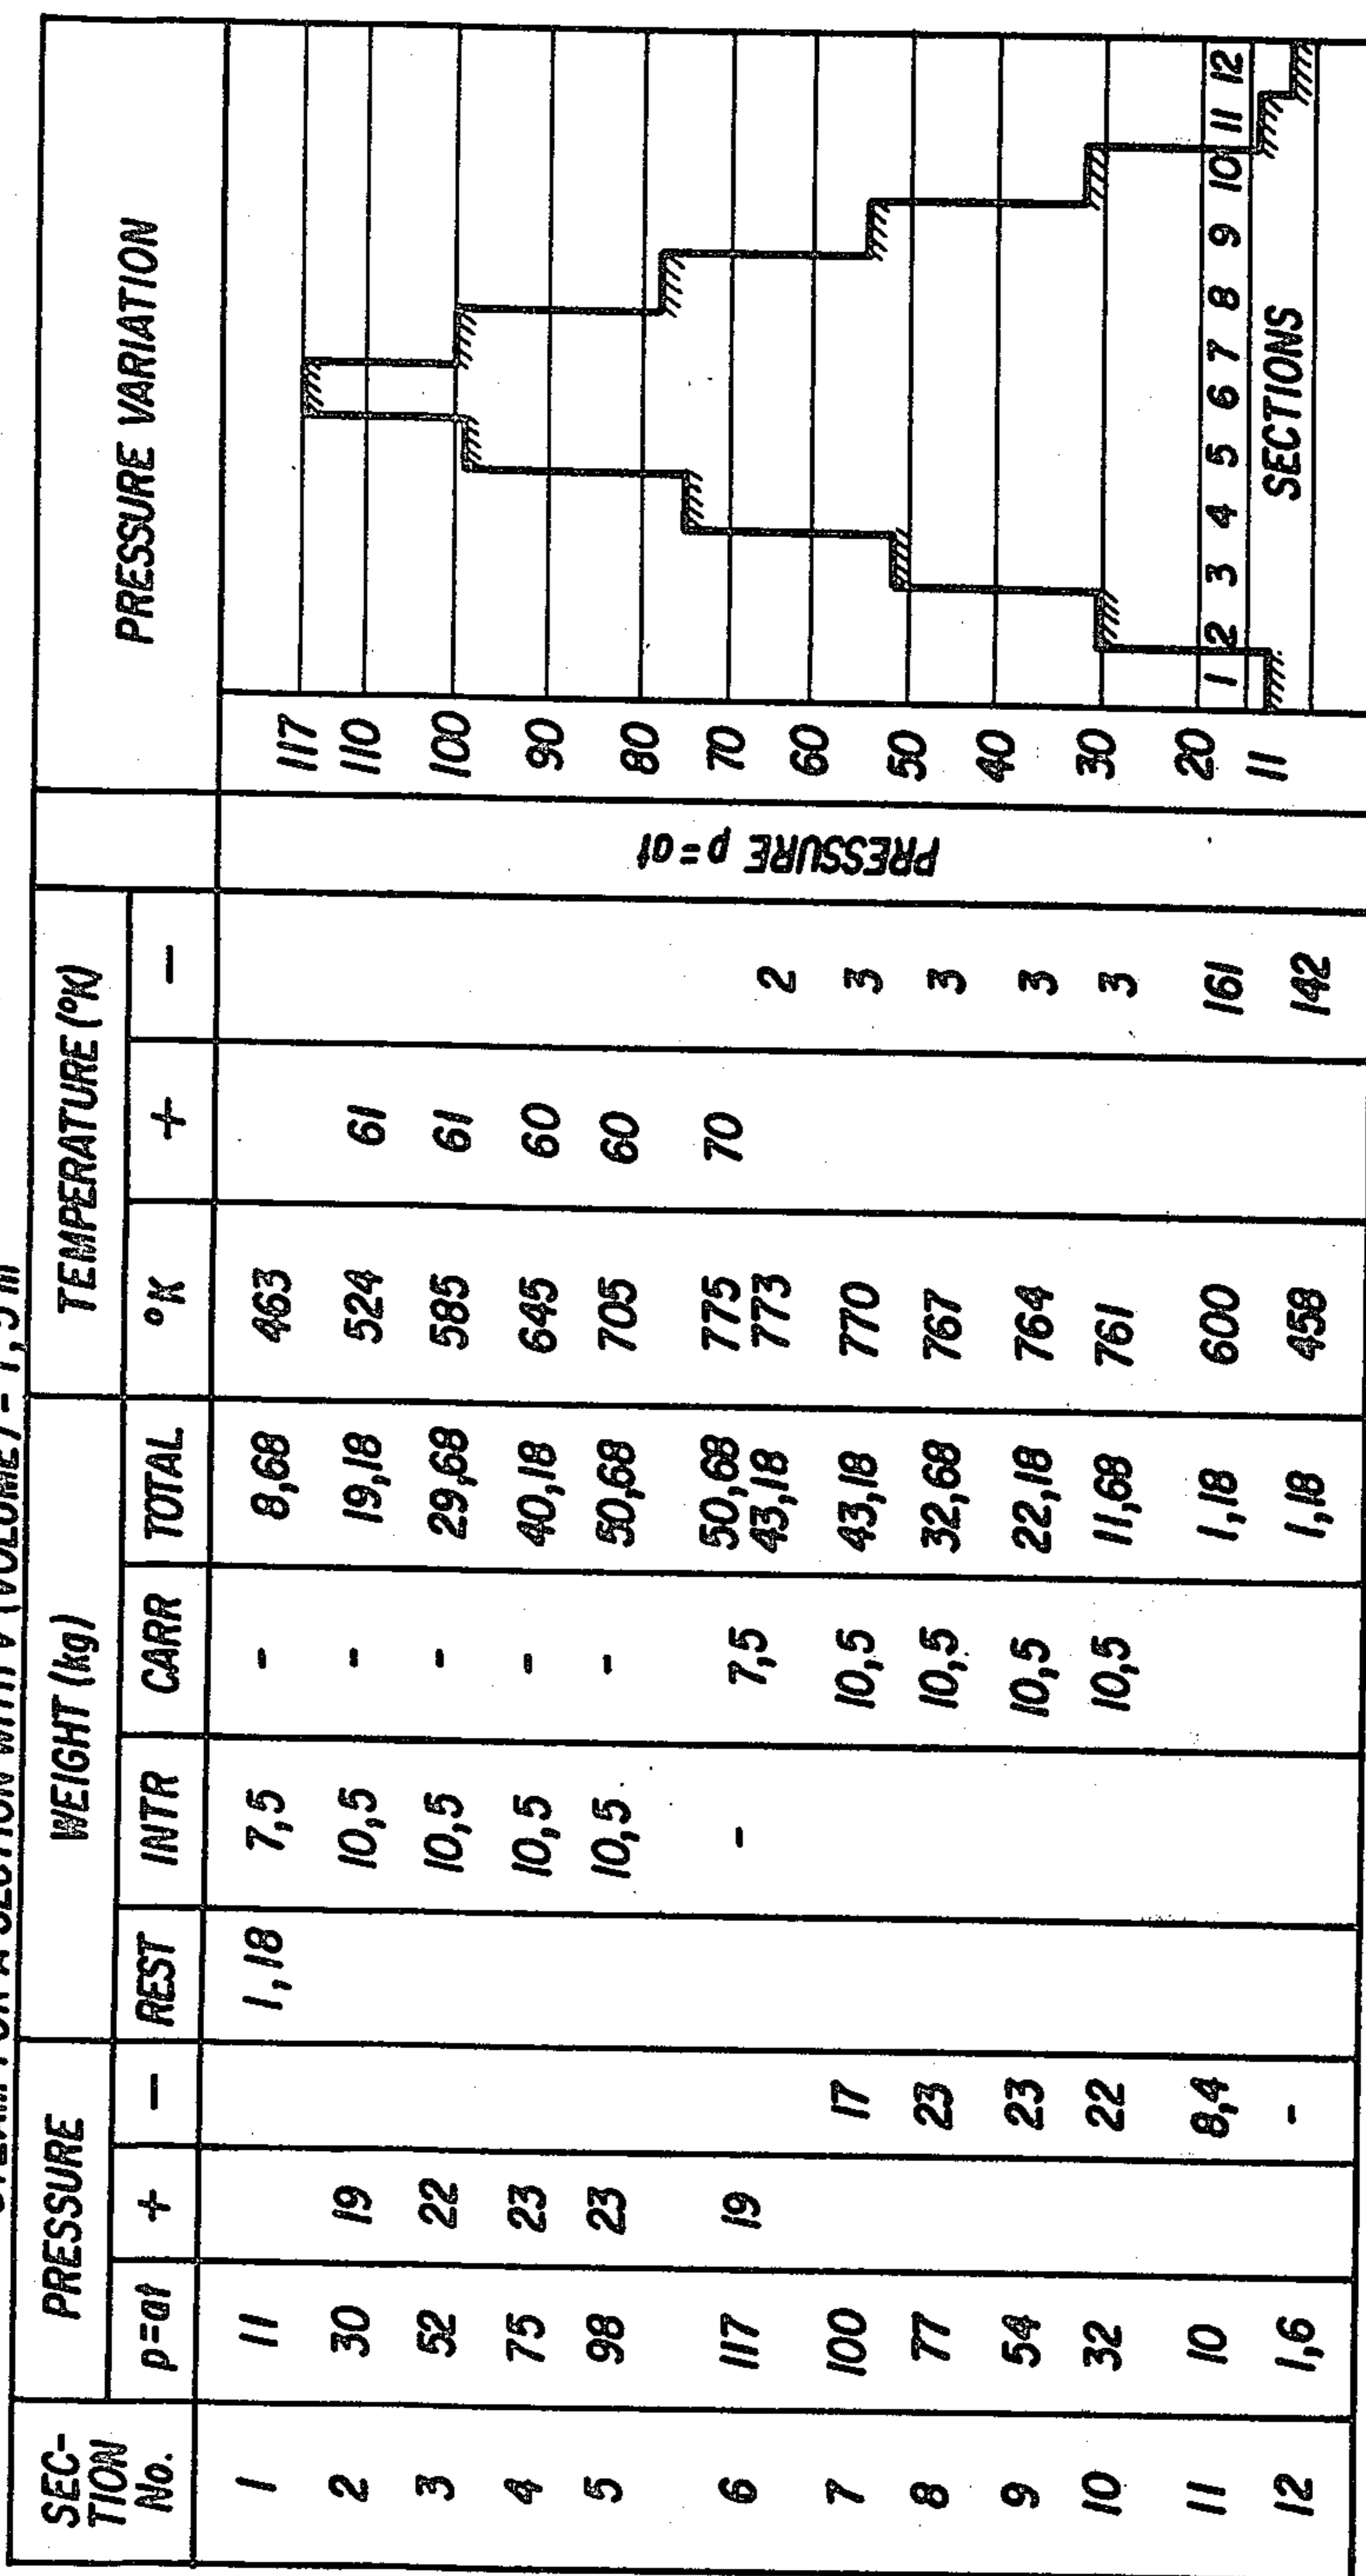 STEAM FOR A SECTION WITH V (VOLUME) - 1,5 m
SEC-TION No. PRESSURE WEIGHT (kg) TEMPERATURE (°K) PRESSURE VARIATION
p=at + - REST INTR CARR TOTAL °K + -
1 11 1,18 7,5 - 8,68 463
2 30 19 10,5 - 19,18 524 61
3 52 22 10,5 - 29,68 585 61
4 75 23 10,5 - 40,18 645 60
5 98 23 10,5 - 50,68 705 60
6 117 19 - 50,68 775 70
7,5 43,18 773 2
7 100 17 10,5 43,18 770 3
8 77 23 10,5 32,68 767 3
9 54 23 10,5 22,18 764 3
10 32 22 10,5 11,68 761 3
11 10 8,4 1,18 600 161
12 1,6 - 1,18 458 142
PRESSURE p=at
117
110
100
90
80
70
60
50
40
30
20
11
1 2 3 4 5 6 7 8 9 10 11 12
SECTIONS